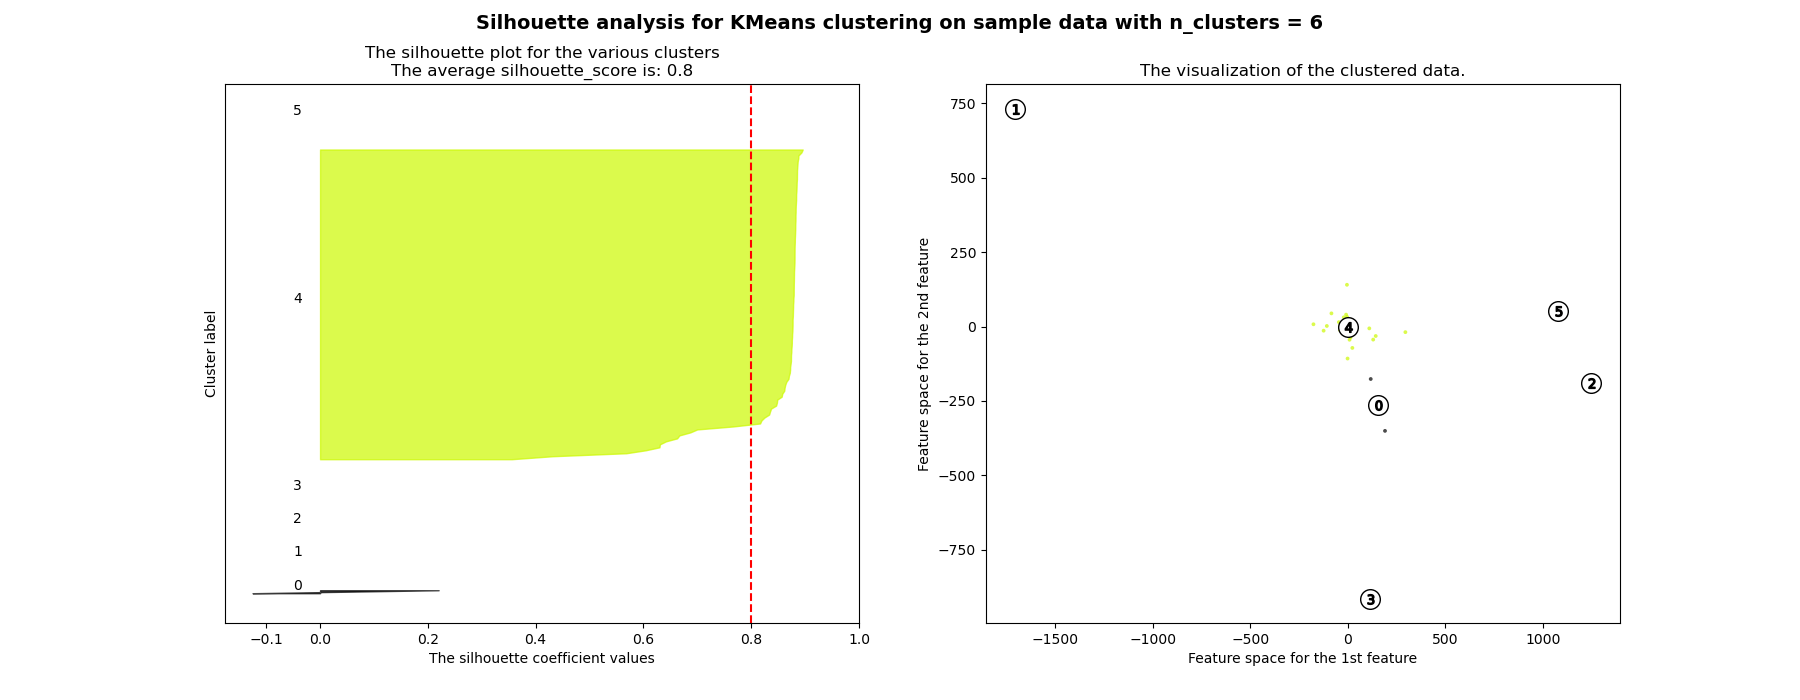 Silhouette analysis for KMeans clustering on sample data with n_clusters = 6
The silhouette plot for the various clusters
The average silhouette_score is: 0.8
5
4
3
2
1
0
Cluster label
−0.1 0.0 0.2 0.4 0.6 0.8 1.0
The silhouette coefficient values
The visualization of the clustered data.
750
500
250
0
−250
−500
−750
Feature space for the 2nd feature
1
5
4
2
0
3
−1500 −1000 −500 0 500 1000
Feature space for the 1st feature